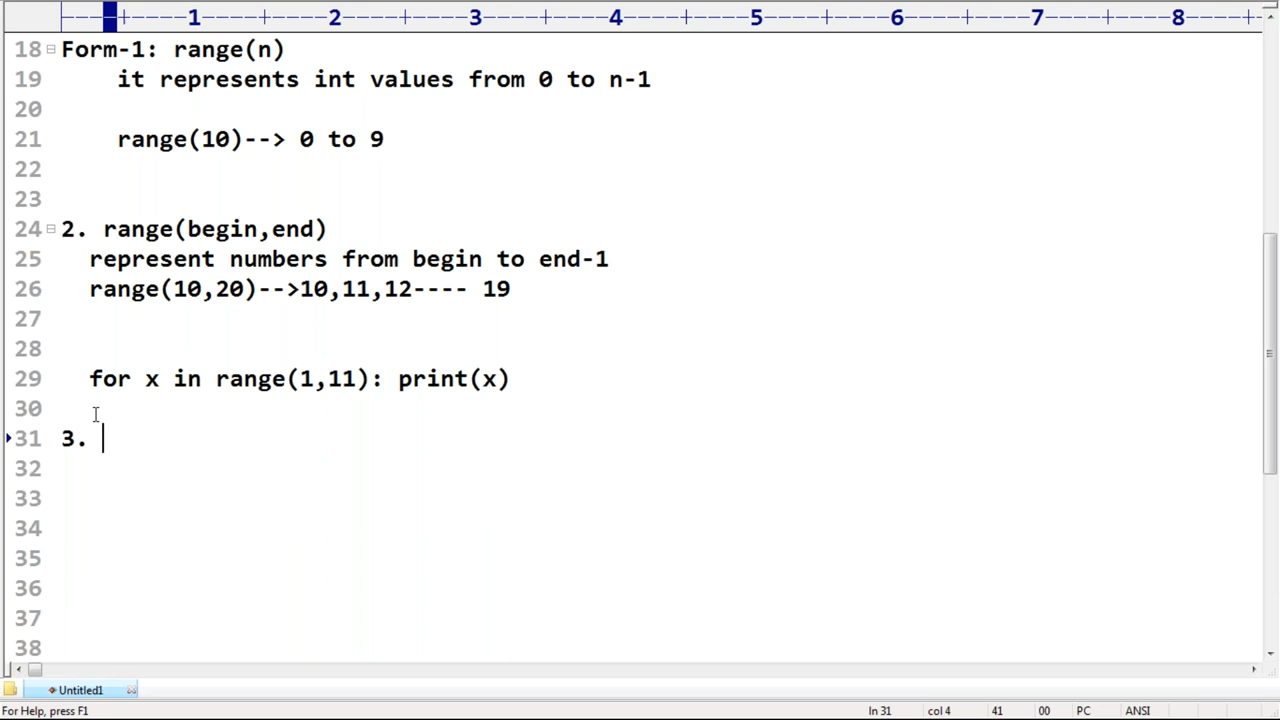 ----+----1----+----2----+----3----+----4----+----5----+----6----+----7----+----8----+-
18 Form-1: range(n)
19 it represents int values from 0 to n-1
20
21 range(10)--> 0 to 9
22
23
24 2. range(begin,end)
25 represent numbers from begin to end-1
26 range(10,20)-->10,11,12---- 19
27
28
29 for x in range(1,11): print(x)
30
31 3.
32
33
34
35
36
37
38
Untitled1
For Help, press F1 ln 31 col 4 41 00 PC ANSI